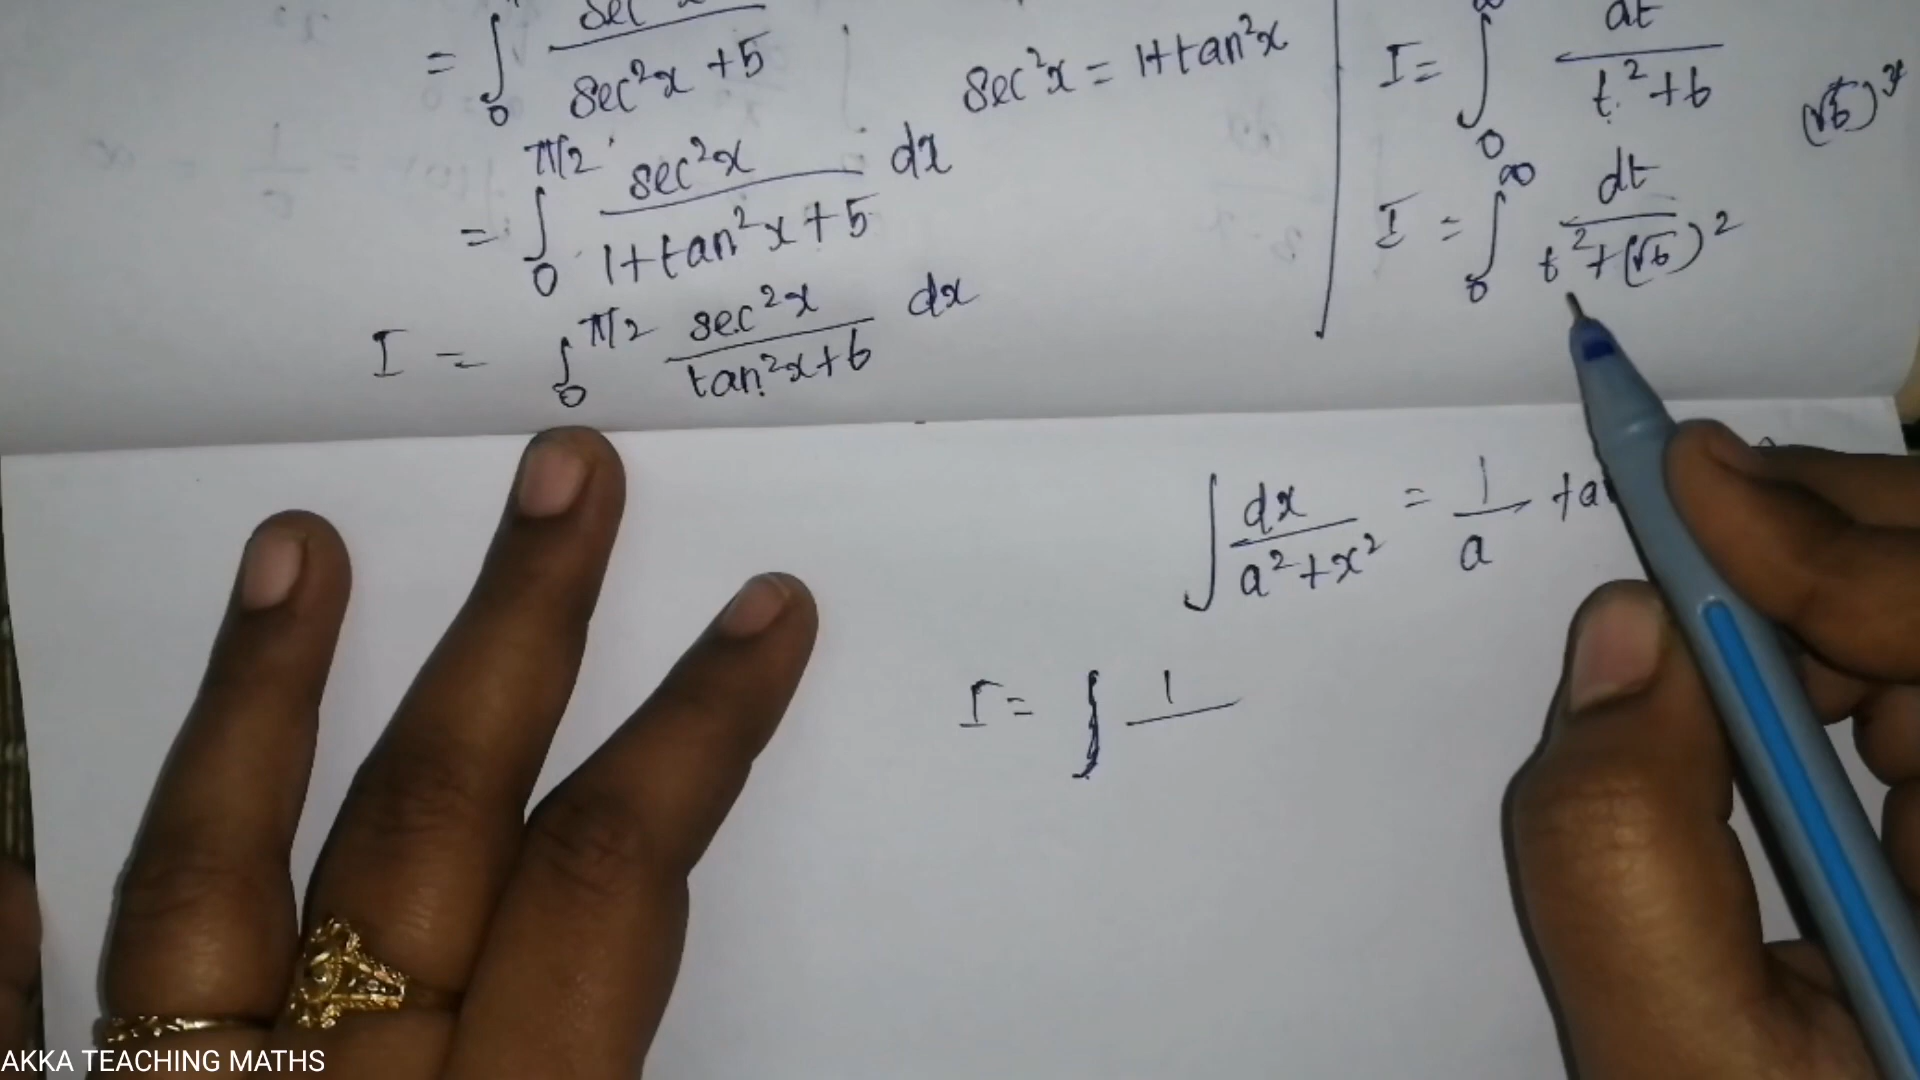 = ∫₀ sec²x / sec²x + 5
sec²x = 1+tan²x
= ∫₀^π/2 sec²x / 1+tan²x+5 dx
I = ∫₀^π/2 sec²x / tan²x+6 dx
I = ∫₀^∞ dt / t²+6
(√6)²
I = ∫₀^∞ dt / t²+(√6)²
∫ dx / a²+x² = 1/a
I = ∫ 1
AKKA TEACHING MATHS